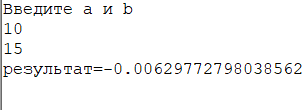 Введите a и b
10
15
результат=-0.00629772798038562